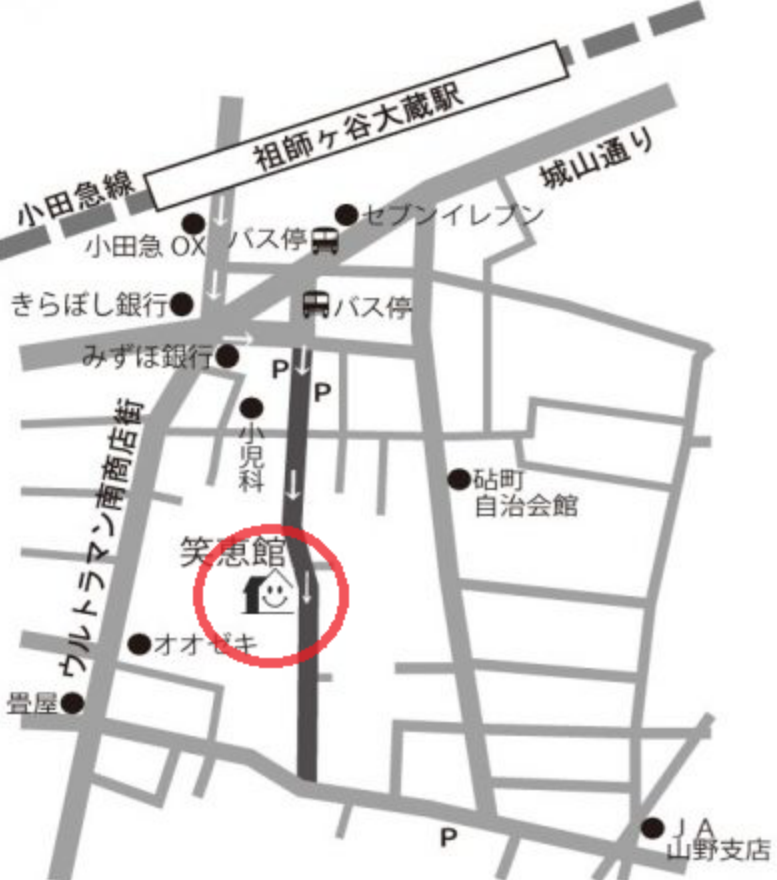 祖師ヶ谷大蔵駅
小田急線
城山通り
セブンイレブン
小田急 OX
バス停
きらぼし銀行
バス停
みずほ銀行
P
P
小児科
ウルトラマン南商店街
砧町
自治会館
笑恵館
オオゼキ
畳屋
P
JA
山野支店